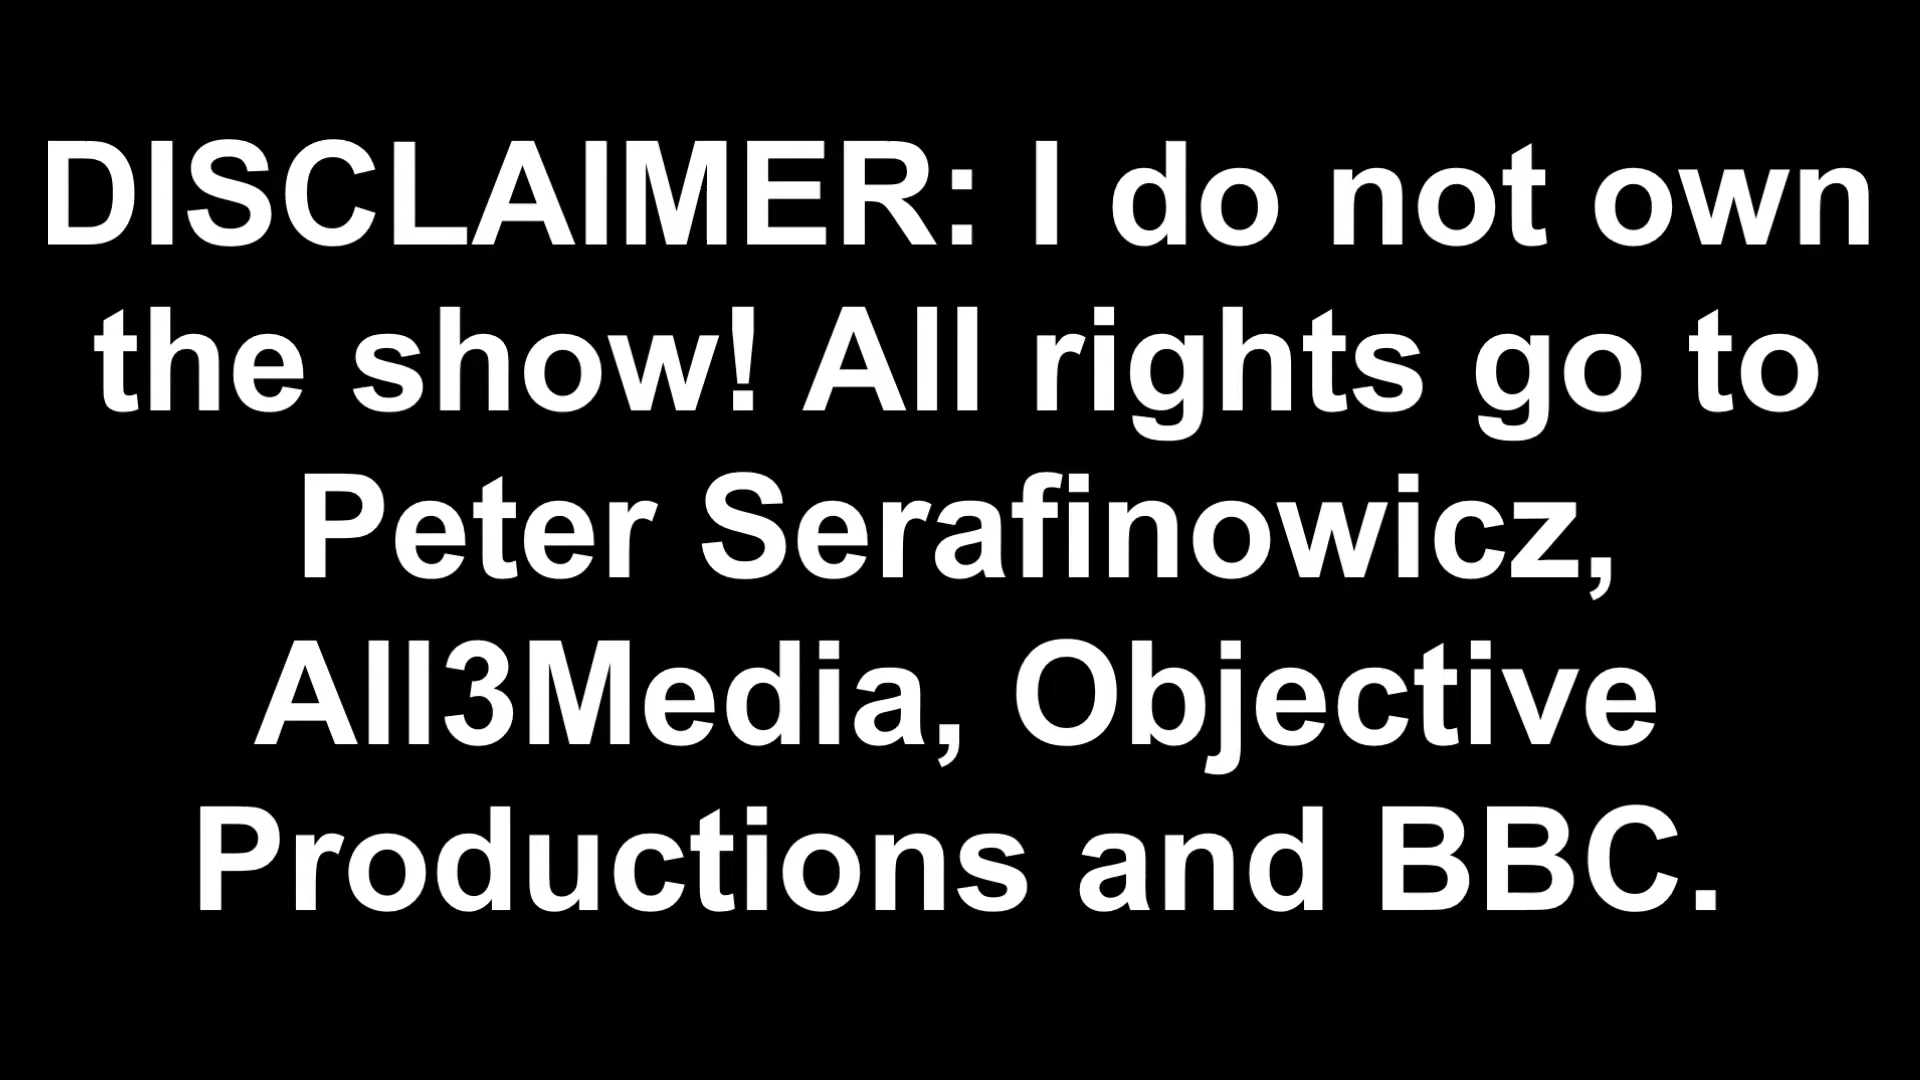 DISCLAIMER: I do not own
the show! All rights go to
Peter Serafinowicz,
All3Media, Objective
Productions and BBC.